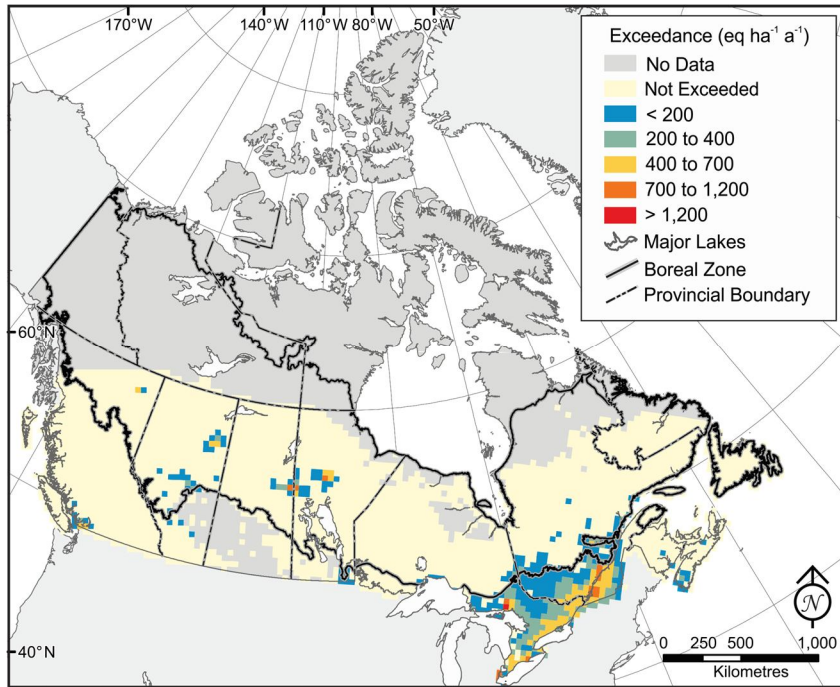 170°W 140°W 110°W 80°W 50°W
Exceedance (eq ha⁻¹ a⁻¹)
No Data
Not Exceeded
< 200
200 to 400
400 to 700
700 to 1,200
> 1,200
Major Lakes
Boreal Zone
Provincial Boundary
60°N
40°N
N
0 250 500 1,000
Kilometres